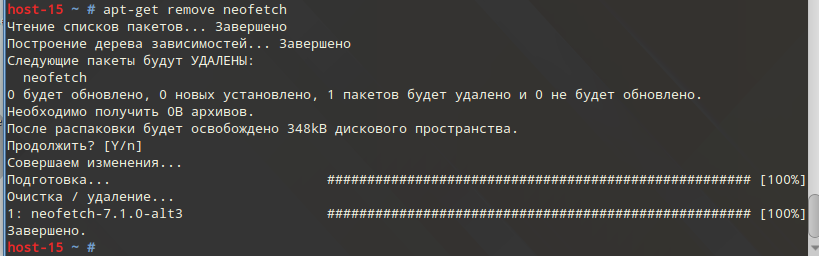 host-15 ~ # apt-get remove neofetch
Чтение списков пакетов... Завершено
Построение дерева зависимостей... Завершено
Следующие пакеты будут УДАЛЕНЫ:
  neofetch
0 будет обновлено, 0 новых установлено, 1 пакетов будет удалено и 0 не будет обновлено.
Необходимо получить 0B архивов.
После распаковки будет освобождено 348kB дискового пространства.
Продолжить? [Y/n]
Совершаем изменения...
Подготовка... ##################################################### [100%]
Очистка / удаление...
1: neofetch-7.1.0-alt3 ##################################################### [100%]
Завершено.
host-15 ~ #